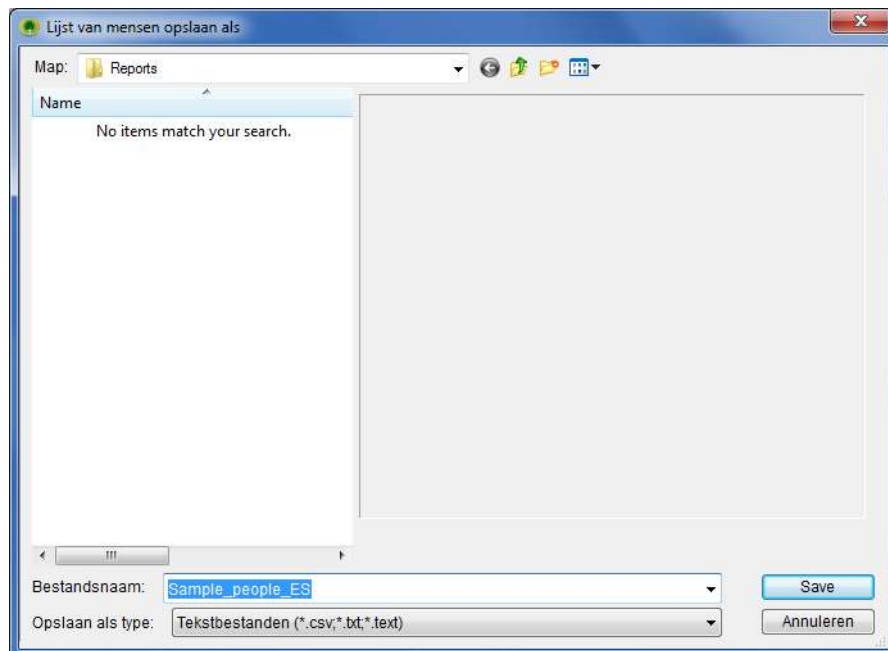 Lijst van mensen opslaan als
Map: Reports
Name
No items match your search.
Bestandsnaam: Sample_people_ES Save
Opslaan als type: Tekstbestanden (*.csv;*.txt;*.text) Annuleren